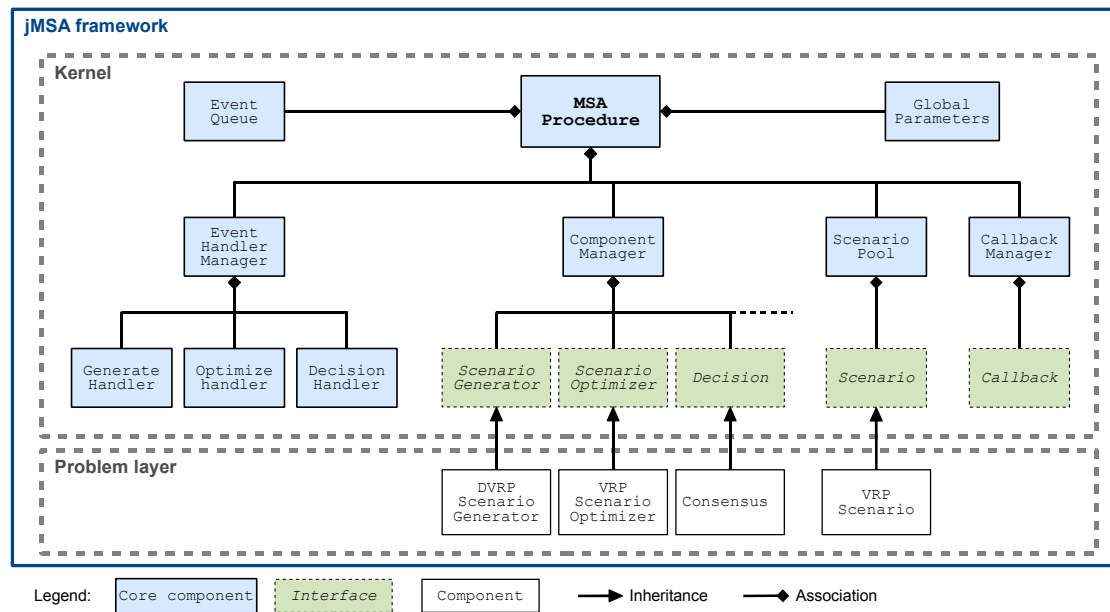 jMSA framework
Kernel
Event
Queue
MSA
Procedure
Global
Parameters
Event
Handler
Manager
Component
Manager
Scenario
Pool
Callback
Manager
Generate
Handler
Optimize
handler
Decision
Handler
Scenario
Generator
Scenario
Optimizer
Decision
Scenario
Callback
Problem layer
DVRP
Scenario
Generator
VRP
Scenario
Optimizer
Consensus
VRP
Scenario
Legend:
Core component
Interface
Component
Inheritance
Association